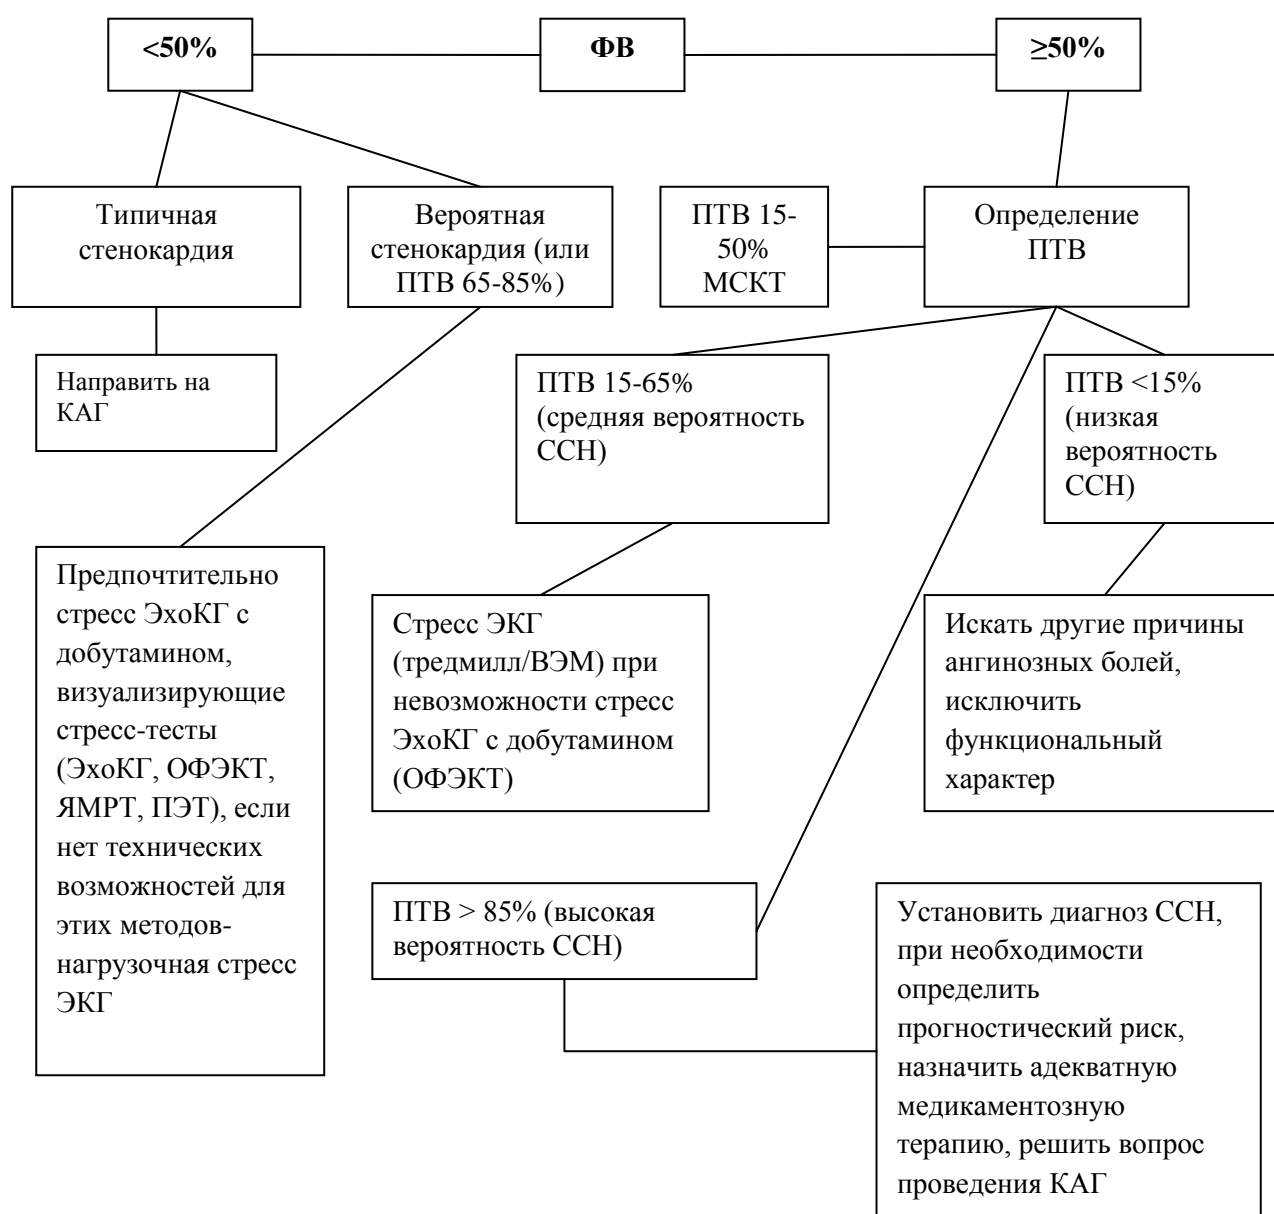 <50%
ФВ
≥50%
Типичная
стенокардия
Вероятная
стенокардия (или
ПТВ 65-85%)
ПТВ 15-
50%
МСКТ
Определение
ПТВ
Направить на
КАГ
ПТВ 15-65%
(средняя вероятность
ССН)
ПТВ <15%
(низкая
вероятность
ССН)
Предпочтительно
стресс ЭхоКГ с
добутамином,
визуализирующие
стресс-тесты
(ЭхоКГ, ОФЭКТ,
ЯМРТ, ПЭТ), если
нет технических
возможностей для
этих методов-
нагрузочная стресс
ЭКГ
Стресс ЭКГ
(тредмилл/ВЭМ) при
невозможности стресс
ЭхоКГ с добутамином
(ОФЭКТ)
Искать другие причины
ангинозных болей,
исключить
функциональный
характер
ПТВ > 85% (высокая
вероятность ССН)
Установить диагноз ССН,
при необходимости
определить
прогностический риск,
назначить адекватную
медикаментозную
терапию, решить вопрос
проведения КАГ